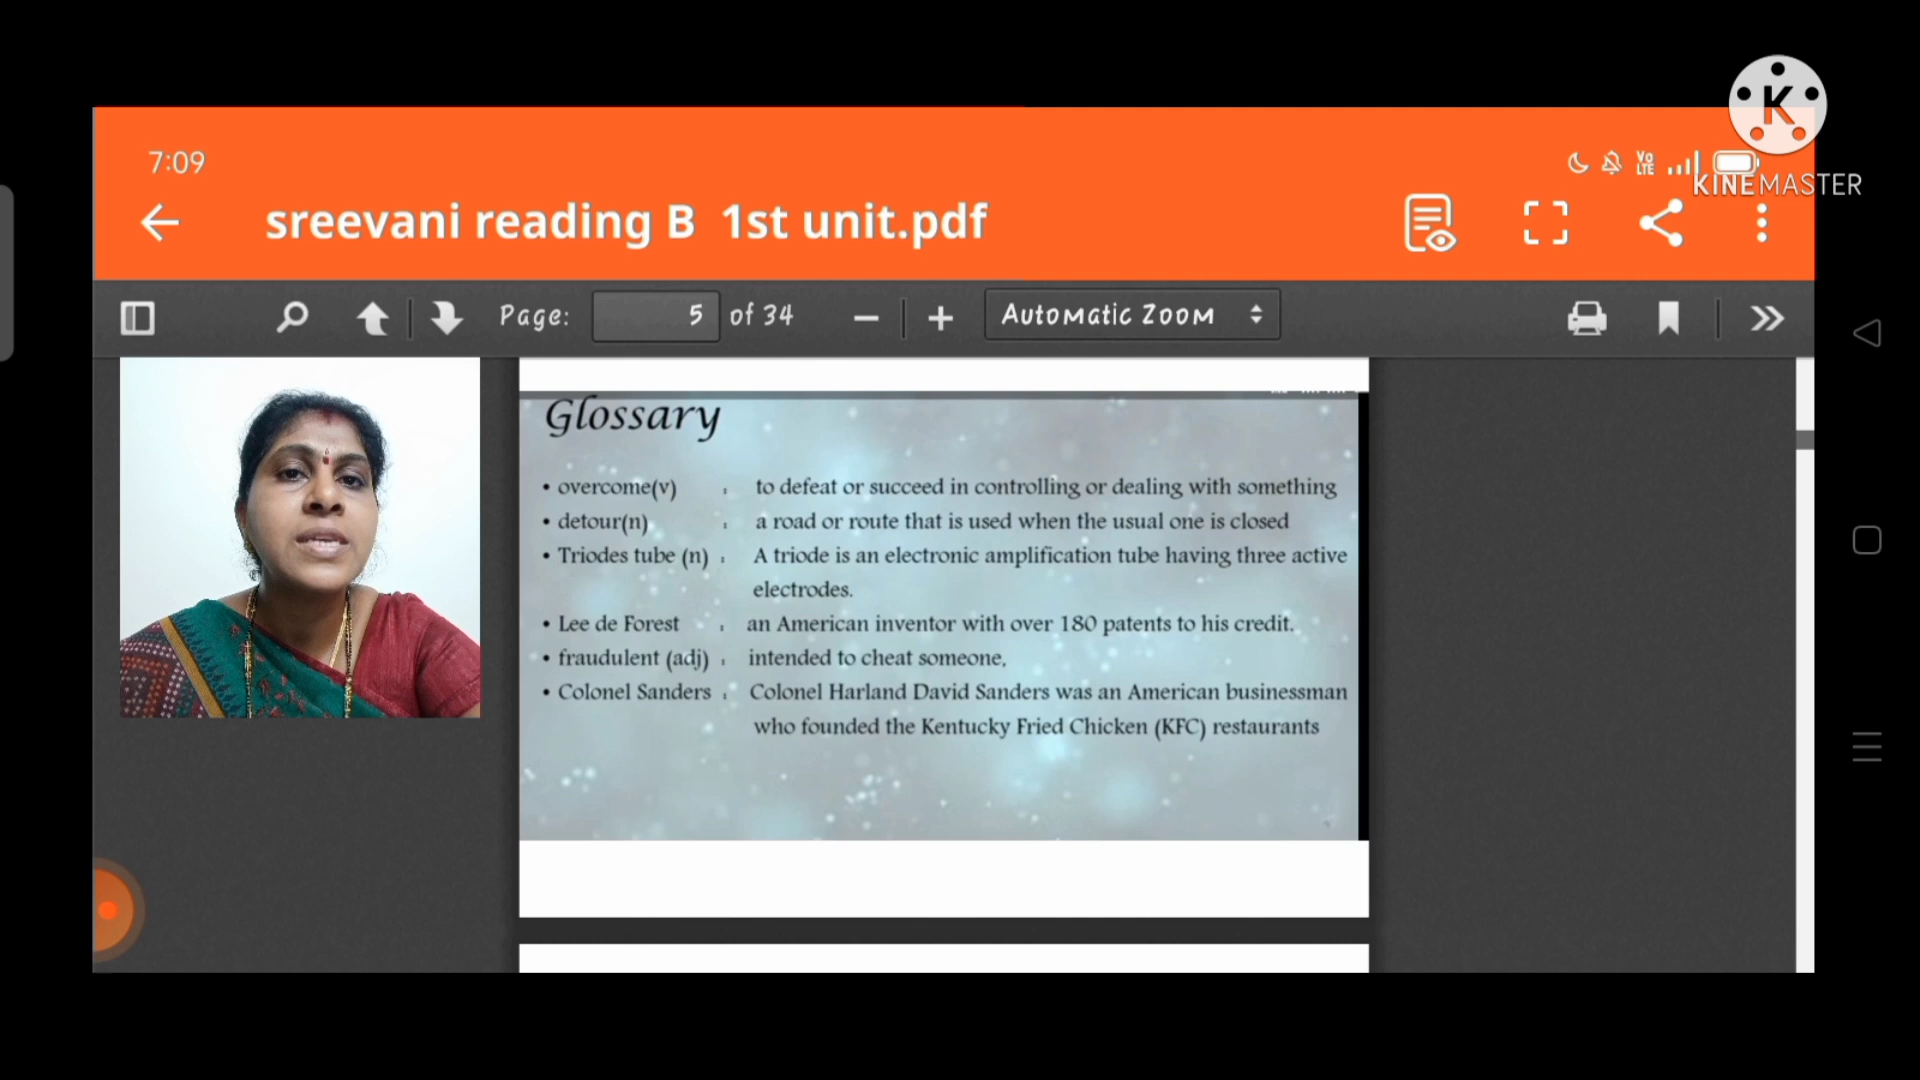 K
KINEMASTER
7:09
Vo
LTE
sreevani reading B 1st unit.pdf
Page: 5 of 34
Automatic Zoom
Glossary
• overcome(v) : to defeat or succeed in controlling or dealing with something
• detour(n) : a road or route that is used when the usual one is closed
• Triodes tube (n) : A triode is an electronic amplification tube having three active
electrodes.
• Lee de Forest : an American inventor with over 180 patents to his credit.
• fraudulent (adj) : intended to cheat someone.
• Colonel Sanders : Colonel Harland David Sanders was an American businessman
who founded the Kentucky Fried Chicken (KFC) restaurants